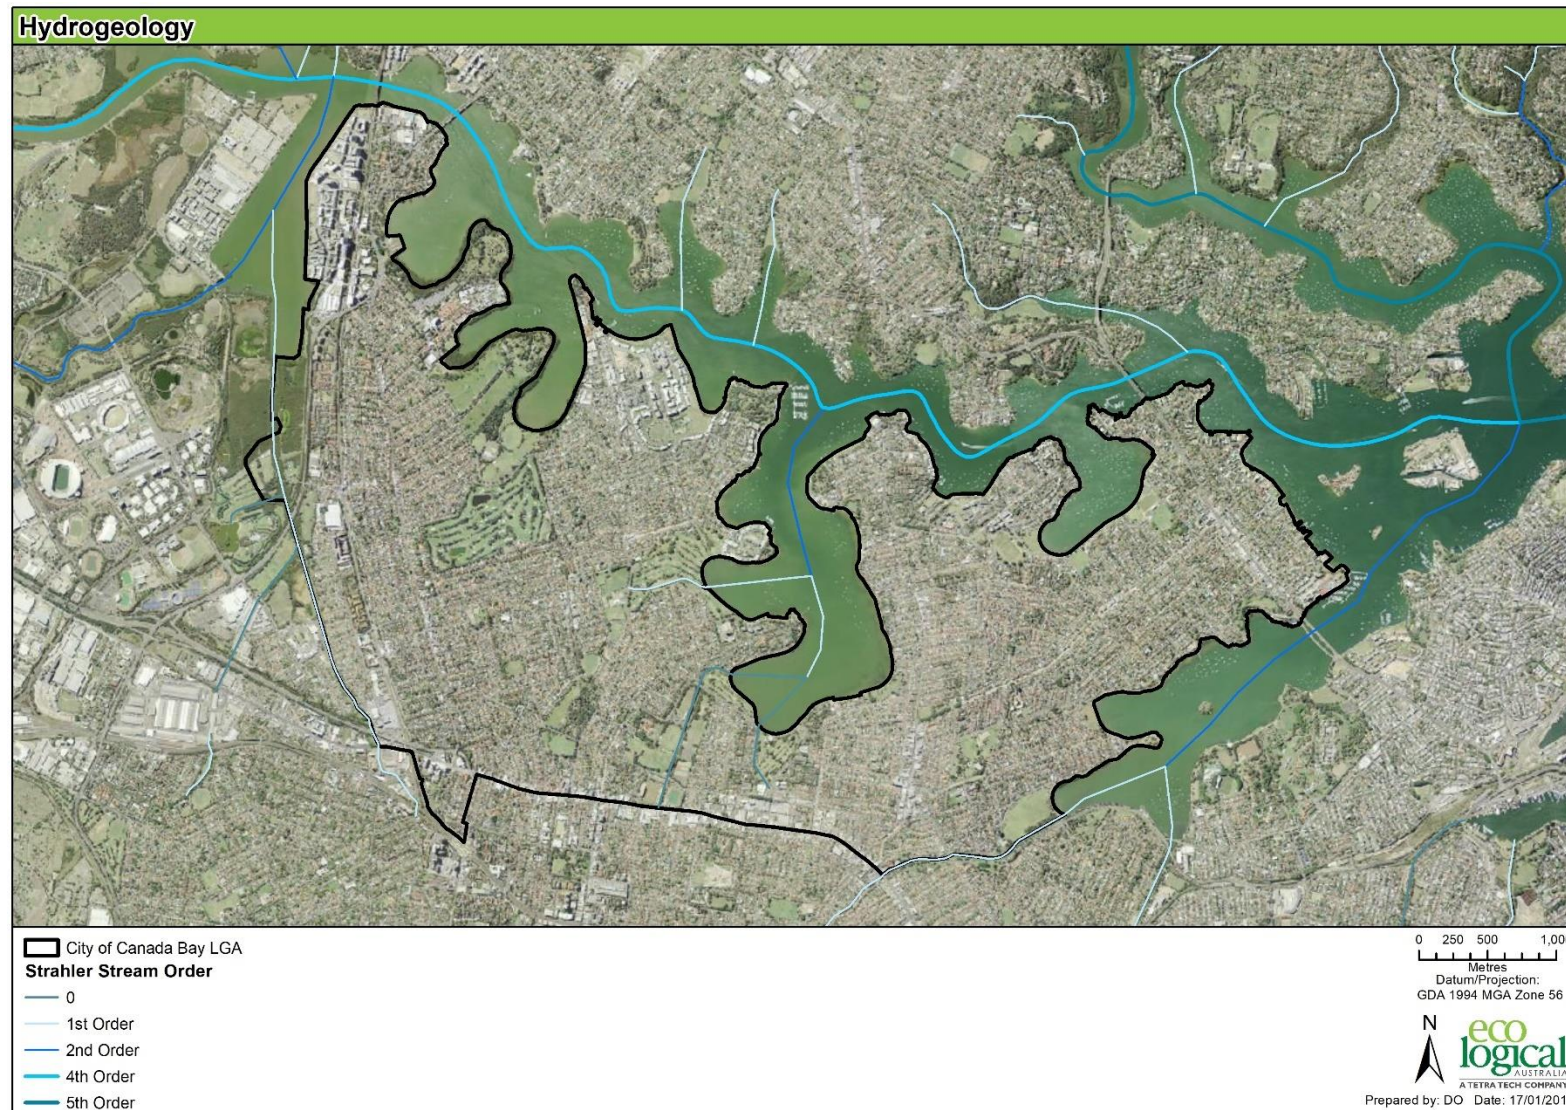 Hydrogeology
City of Canada Bay LGA
Strahler Stream Order
0
1st Order
2nd Order
4th Order
5th Order
0 250 500 1,00
Metres
Datum/Projection:
GDA 1994 MGA Zone 56
N
eco
logical
AUSTRALIA
A TETRA TECH COMPANY
Prepared by: DO Date: 17/01/201